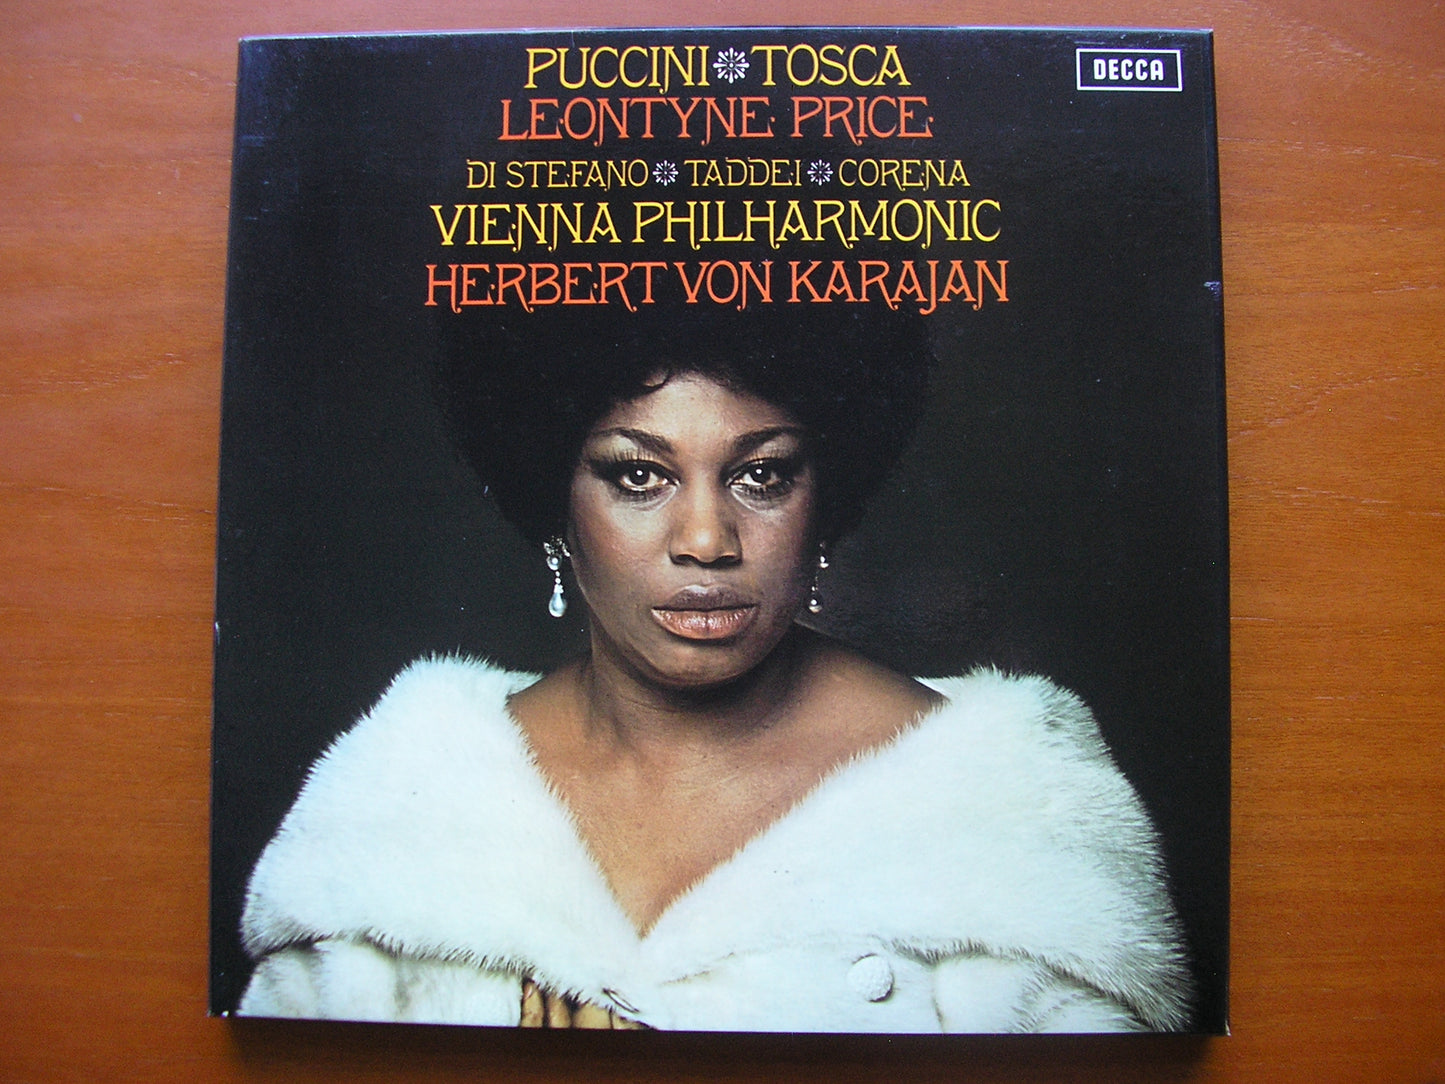 PUCCINI TOSCA
DECCA
LEONTYNE PRICE
DI STEFANO TADDEI CORENA
VIENNA PHILHARMONIC
HERBERT VON KARAJAN